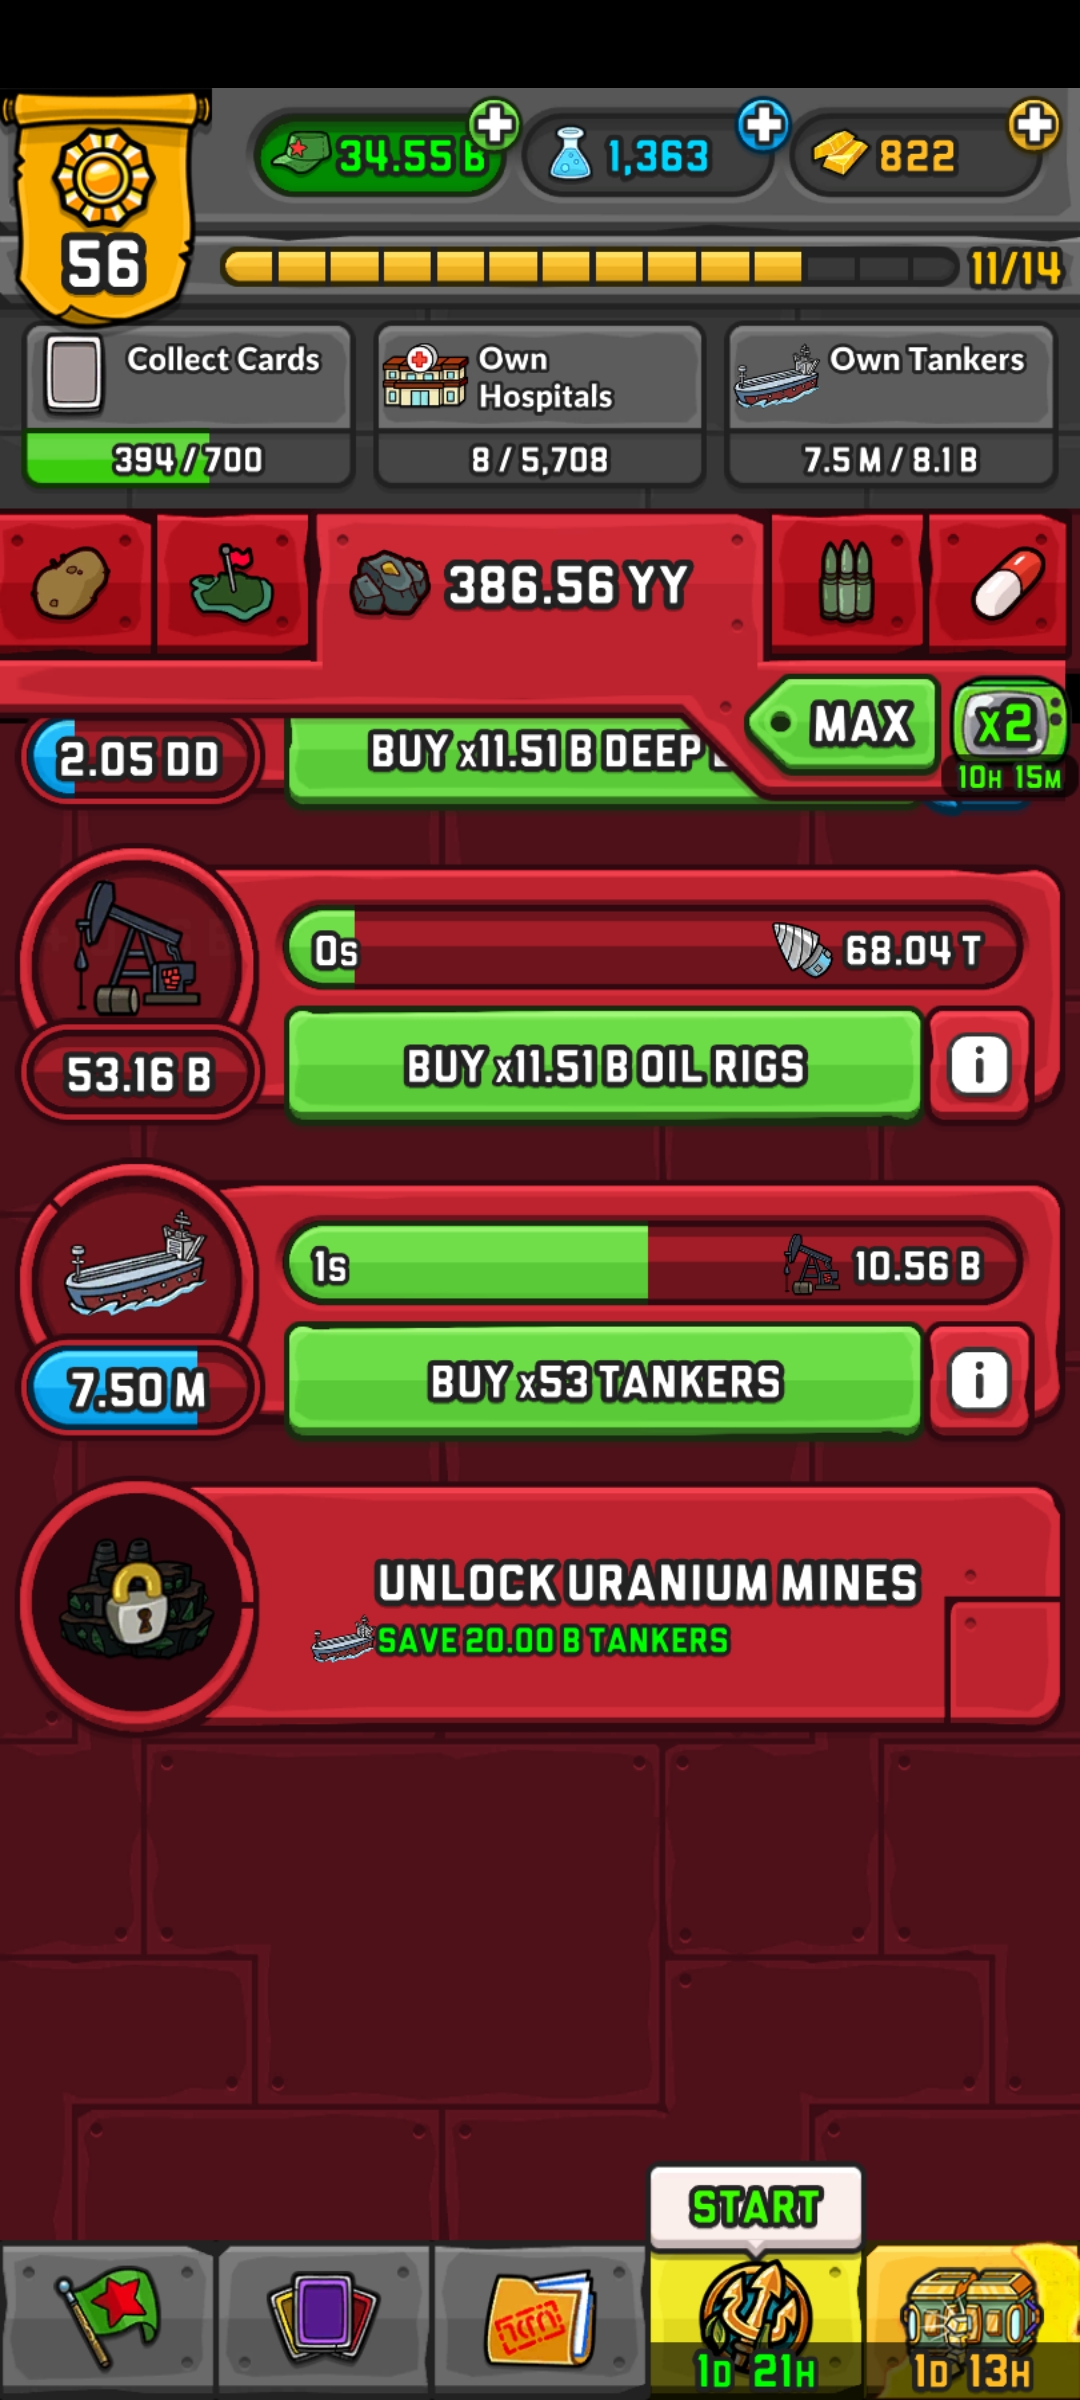 34.55 B
1,363
822
56
11/14
Collect Cards
394/700
Own
Hospitals
8/5,708
Own Tankers
7.5 M/8.1 B
386.56 YY
MAX
x2
10H 15M
2.05 DD
BUY x11.51 B DEEP
0s
68.04 T
53.16 B
BUY x11.51 B OIL RIGS
1s
10.56 B
7.50 M
BUY x53 TANKERS
UNLOCK URANIUM MINES
SAVE 20.00 B TANKERS
START
1D 21H
1D 13H